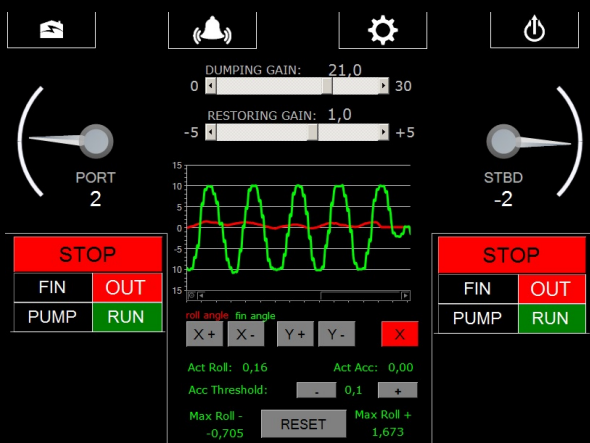 DUMPING GAIN: 21,0
0 30
RESTORING GAIN: 1,0
-5 +5
PORT
2
STBD
-2
15
10
5
0
-5
10
15
roll angle fin angle
STOP
FIN OUT
PUMP RUN
STOP
FIN OUT
PUMP RUN
X + X - Y + Y - X
Act Roll: 0,16 Act Acc: 0,00
Acc Threshold: - 0,1 +
Max Roll - Max Roll +
-0,705 RESET 1,673